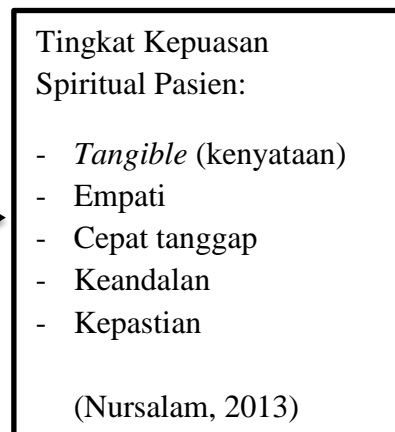 Tingkat Kepuasan
Spiritual Pasien:
- Tangible (kenyataan)
- Empati
- Cepat tanggap
- Keandalan
- Kepastian
(Nursalam, 2013)